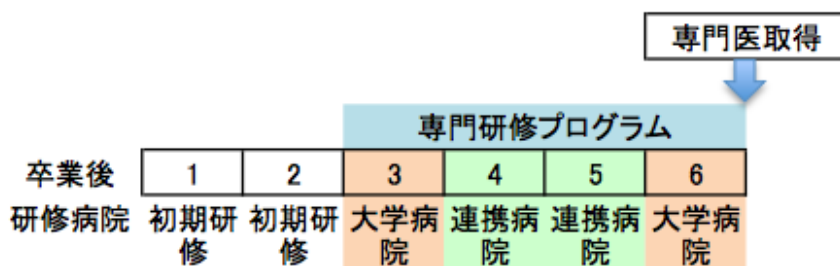 専門医取得
専門研修プログラム
卒業後 1 2 3 4 5 6
研修病院 初期研修 初期研修 大学病院 連携病院 連携病院 大学病院